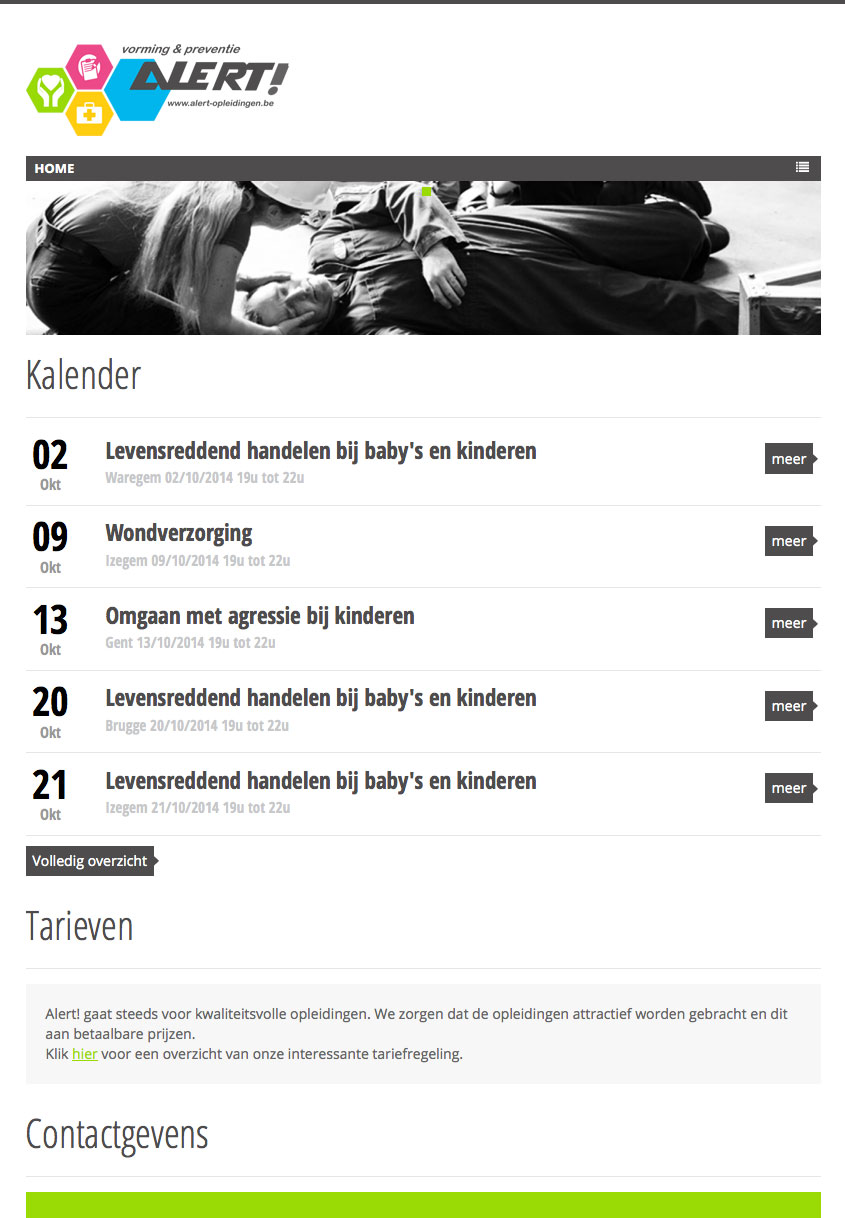 vorming & preventie
ALERT!
www.alert-opleidingen.be
HOME
Kalender
02
Okt
Levensreddend handelen bij baby's en kinderen
Waregem 02/10/2014 19u tot 22u
meer
09
Okt
Wondverzorging
Izegem 09/10/2014 19u tot 22u
meer
13
Okt
Omgaan met agressie bij kinderen
Gent 13/10/2014 19u tot 22u
meer
20
Okt
Levensreddend handelen bij baby's en kinderen
Brugge 20/10/2014 19u tot 22u
meer
21
Okt
Levensreddend handelen bij baby's en kinderen
Izegem 21/10/2014 19u tot 22u
meer
Volledig overzicht
Tarieven
Alert! gaat steeds voor kwaliteitsvolle opleidingen. We zorgen dat de opleidingen attractief worden gebracht en dit
aan betaalbare prijzen.
Klik hier voor een overzicht van onze interessante tariefregeling.
Contactgevens